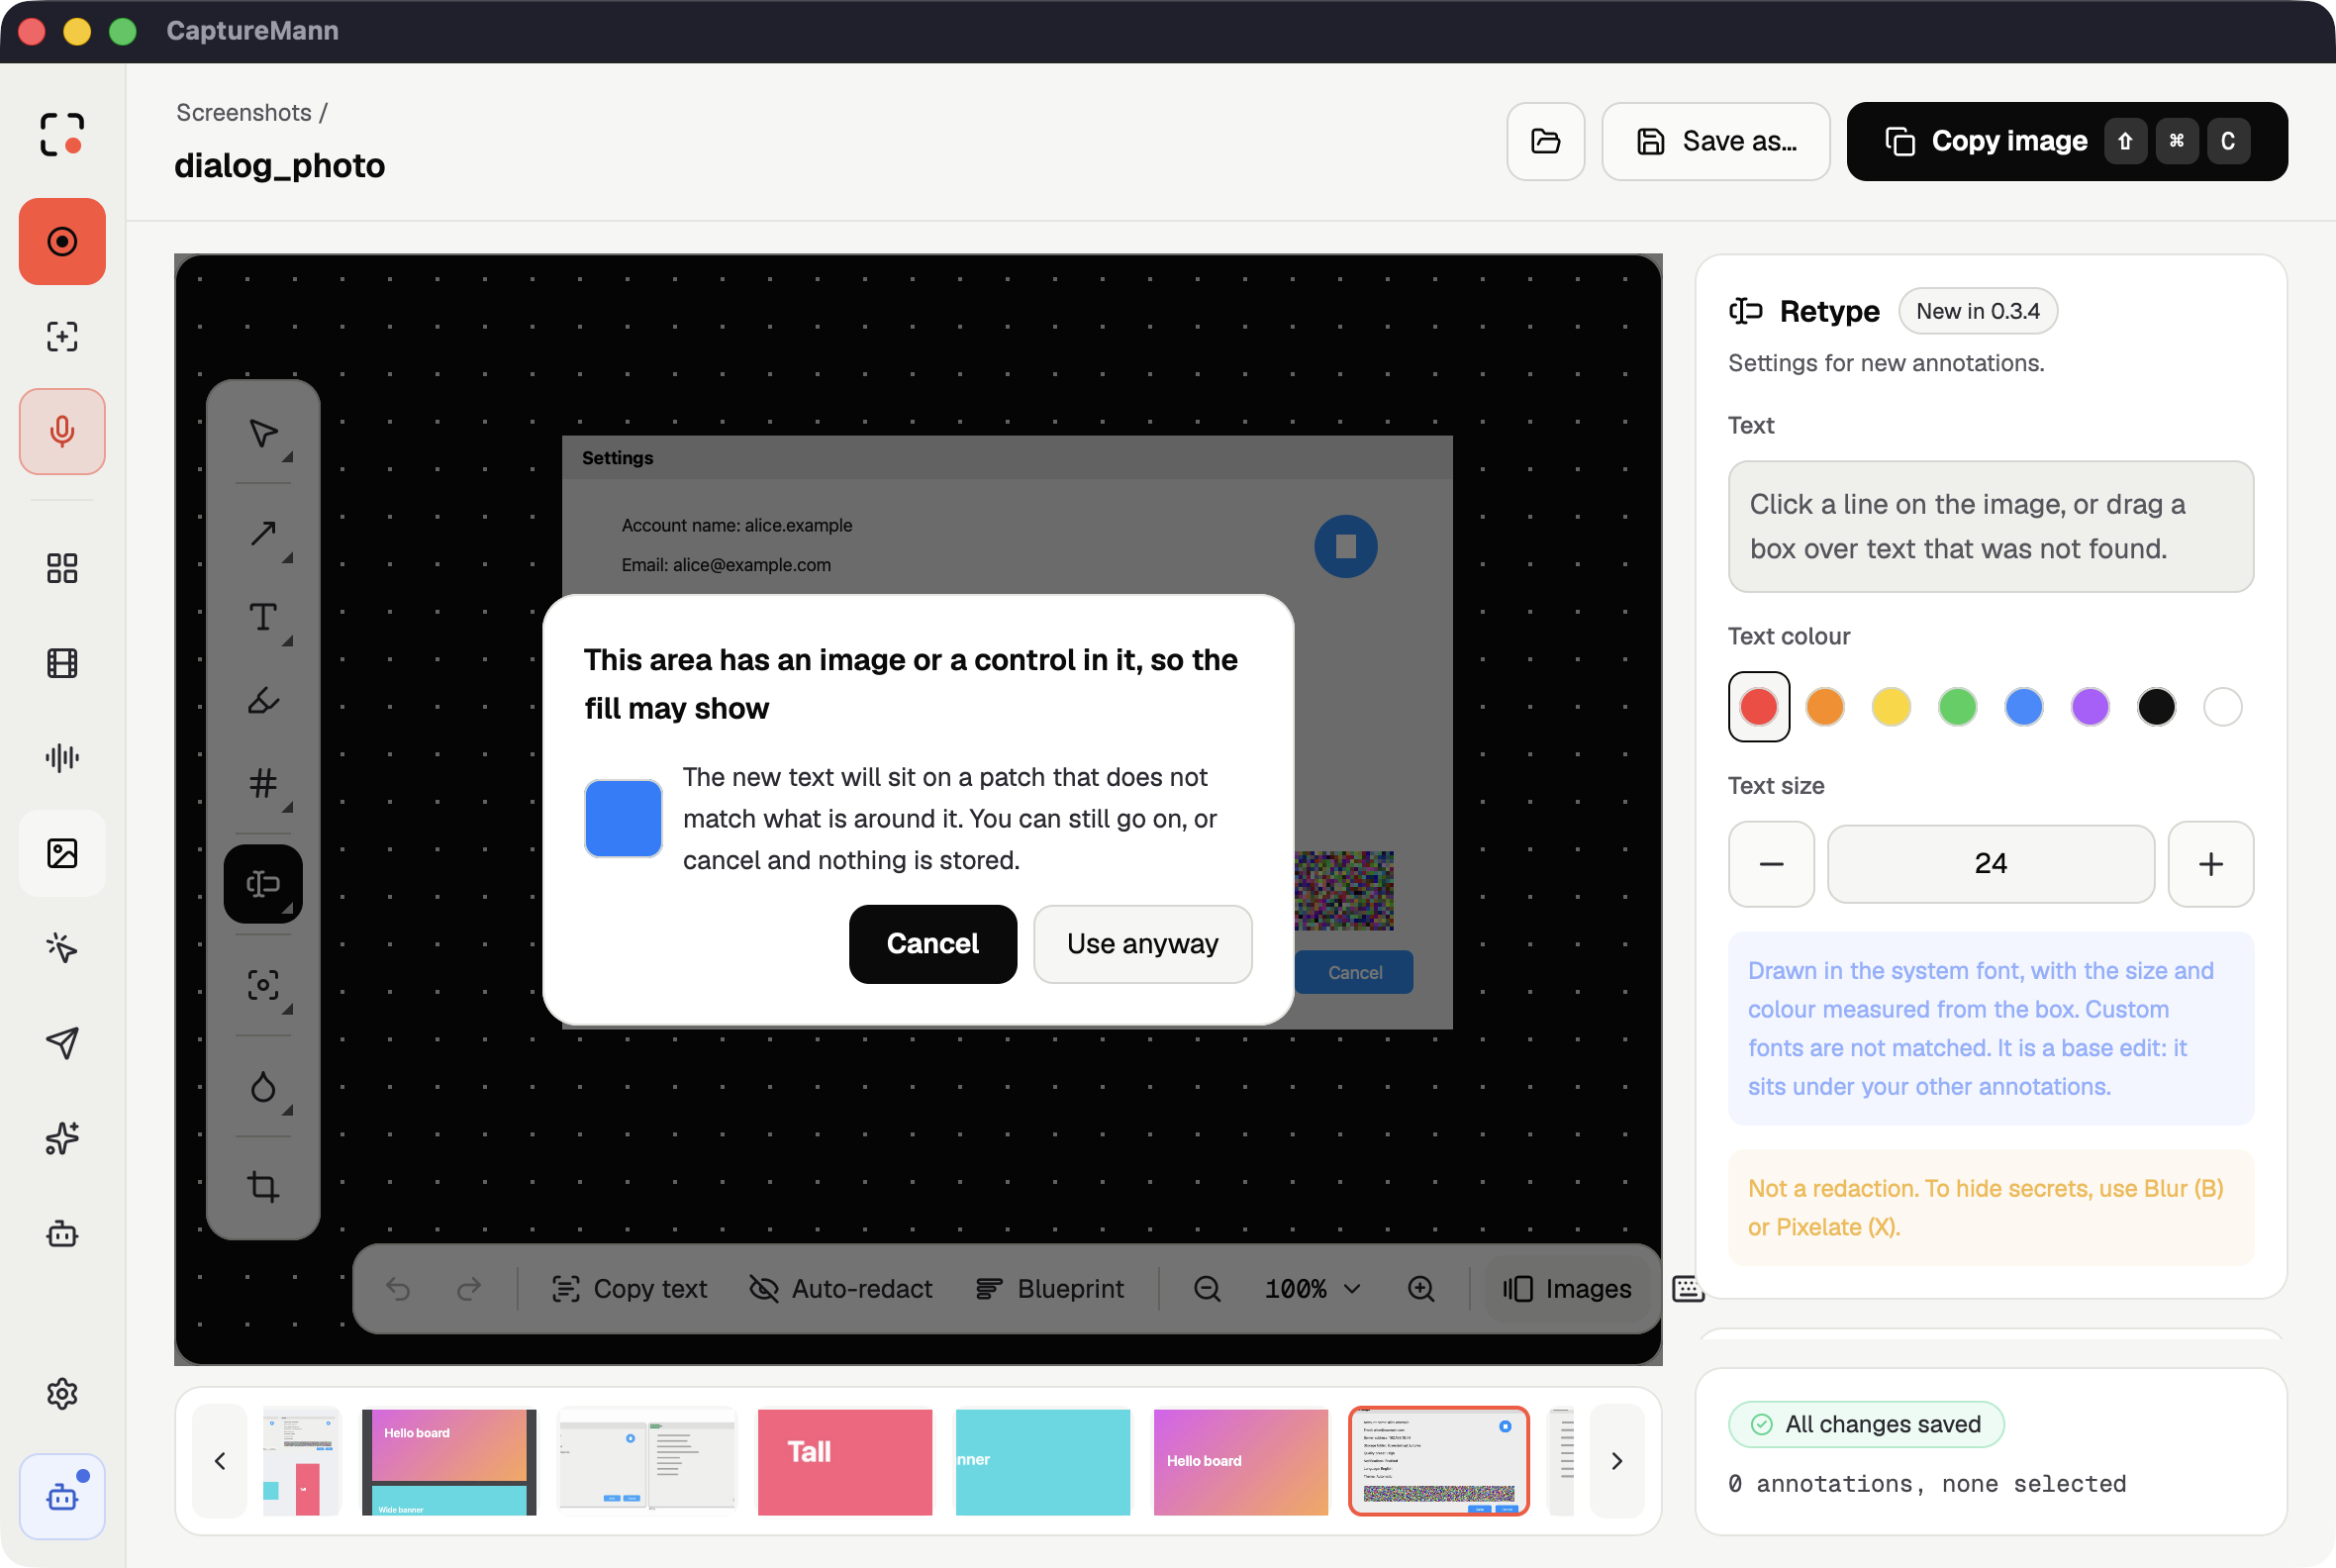 CaptureMann
Screenshots /
dialog_photo
Save as...
Copy image ⇧ ⌘ C
Settings
Account name: alice.example
Email: alice@example.com
This area has an image or a control in it, so the
fill may show
The new text will sit on a patch that does not
match what is around it. You can still go on, or
cancel and nothing is stored.
Cancel
Use anyway
Cancel
Copy text
Auto-redact
Blueprint
100%
Images
Retype
New in 0.3.4
Settings for new annotations.
Text
Click a line on the image, or drag a
box over text that was not found.
Text colour
Text size
24
Drawn in the system font, with the size and
colour measured from the box. Custom
fonts are not matched. It is a base edit: it
sits under your other annotations.
Not a redaction. To hide secrets, use Blur (B)
or Pixelate (X).
Hello board
Wide banner
Tall
nner
Hello board
All changes saved
0 annotations, none selected